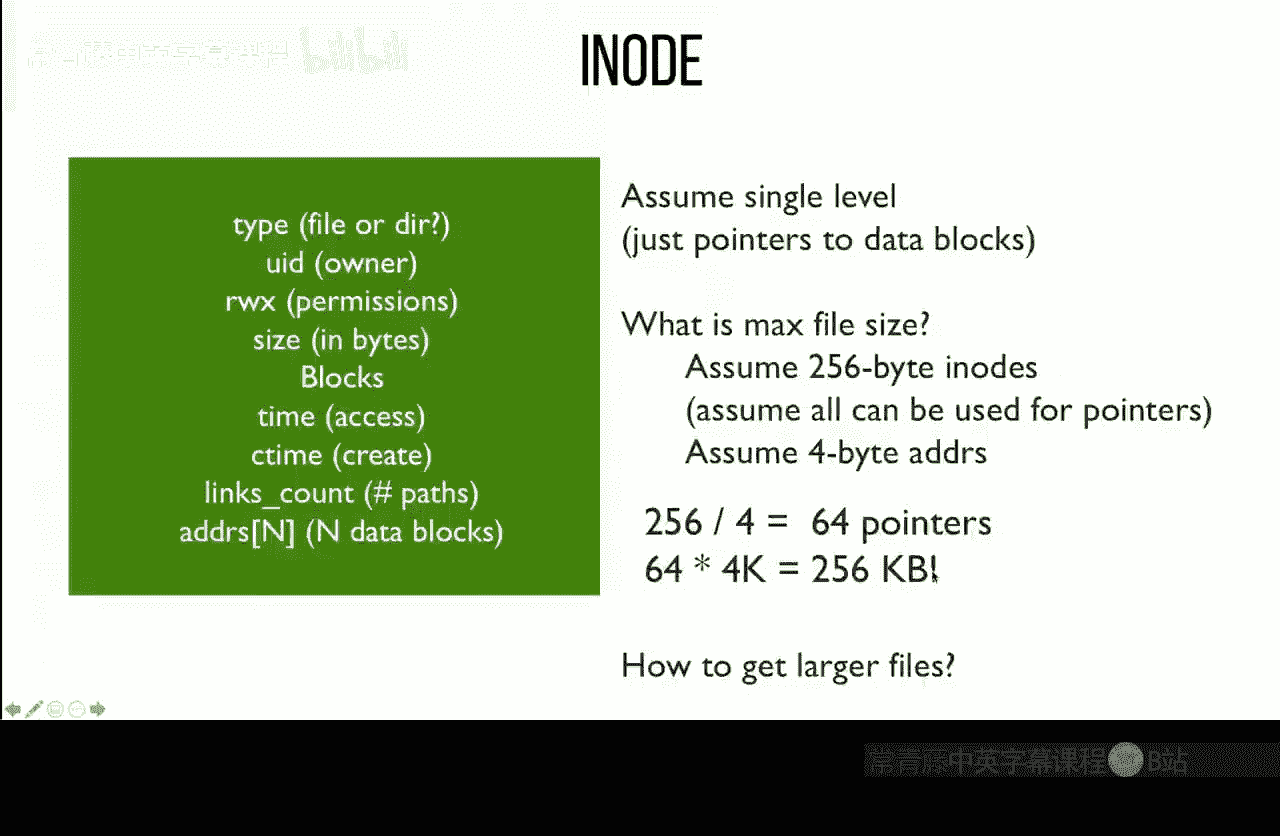 INODE
type (file or dir?)
uid (owner)
rwx (permissions)
size (in bytes)
Blocks
time (access)
ctime (create)
links_count (# paths)
addrs[N] (N data blocks)
Assume single level
(just pointers to data blocks)
What is max file size?
Assume 256-byte inodes
(assume all can be used for pointers)
Assume 4-byte addrs
256 / 4 = 64 pointers
64 * 4K = 256 KB!
How to get larger files?
bilibili
常青藤中英字幕课程
B站